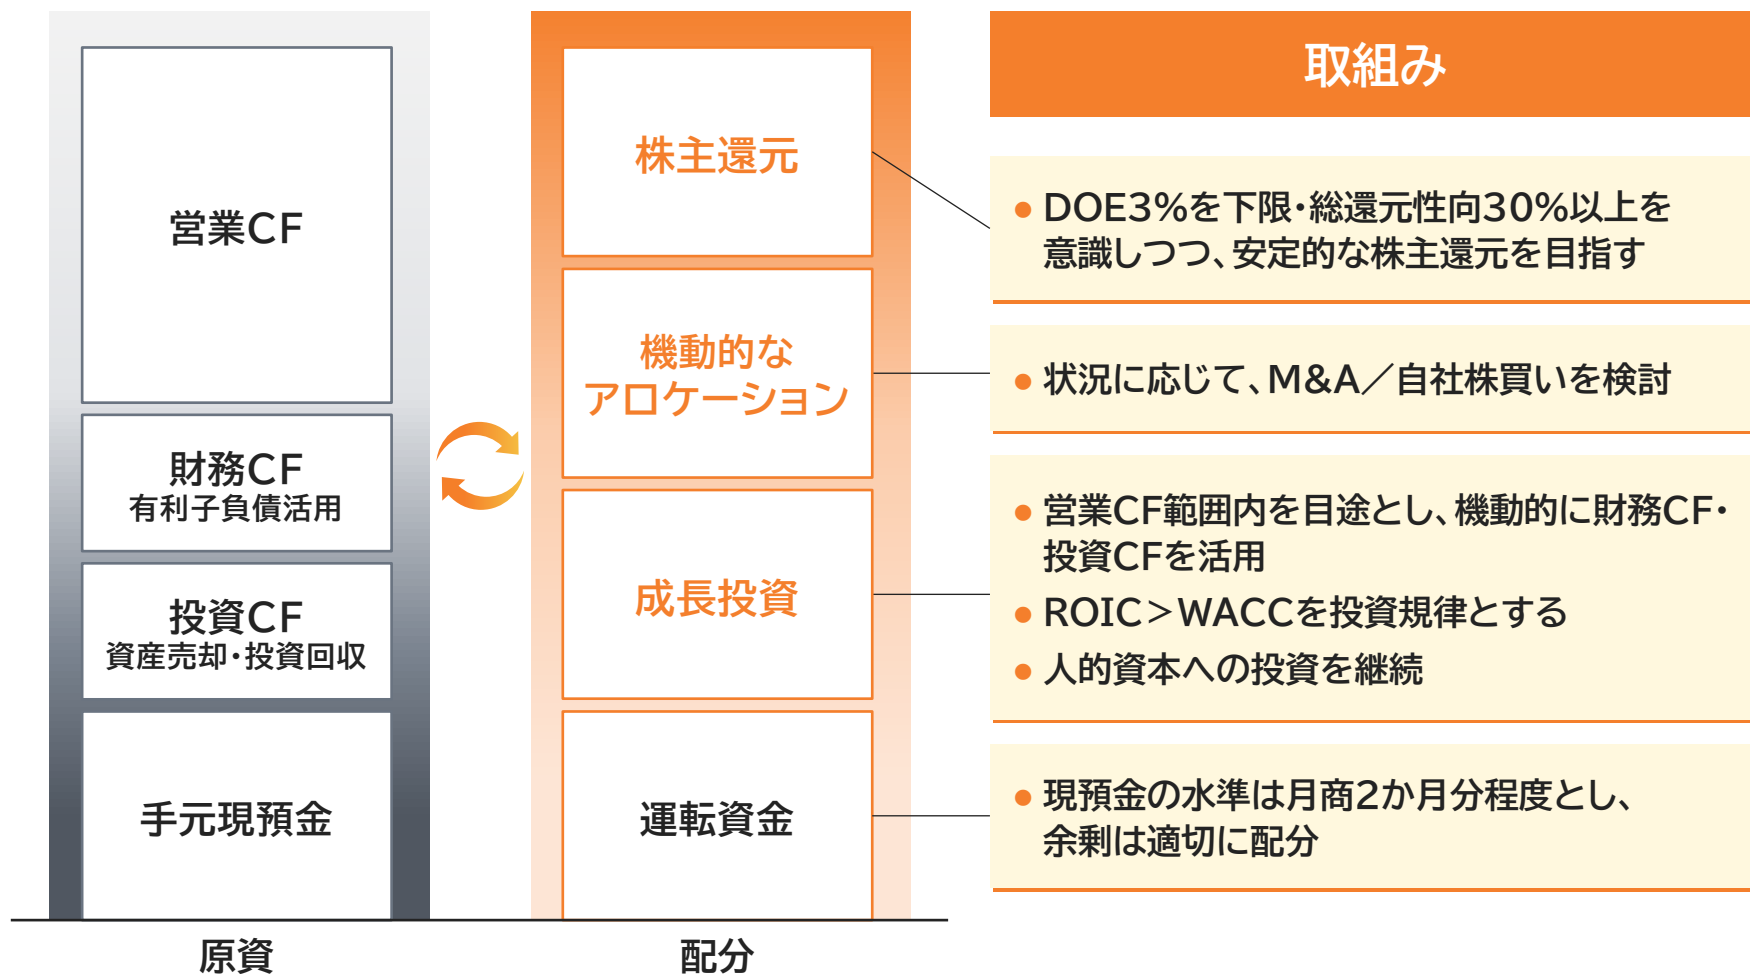 営業CF
財務CF
有利子負債活用
投資CF
資産売却・投資回収
手元現預金
原資
株主還元
機動的な
アロケーション
成長投資
運転資金
配分
取組み
● DOE3%を下限・総還元性向30%以上を
意識しつつ、安定的な株主還元を目指す
● 状況に応じて、M&A／自社株買いを検討
● 営業CF範囲内を目途とし、機動的に財務CF・
投資CFを活用
● ROIC＞WACCを投資規律とする
● 人的資本への投資を継続
● 現預金の水準は月商2か月分程度とし、
余剰は適切に配分